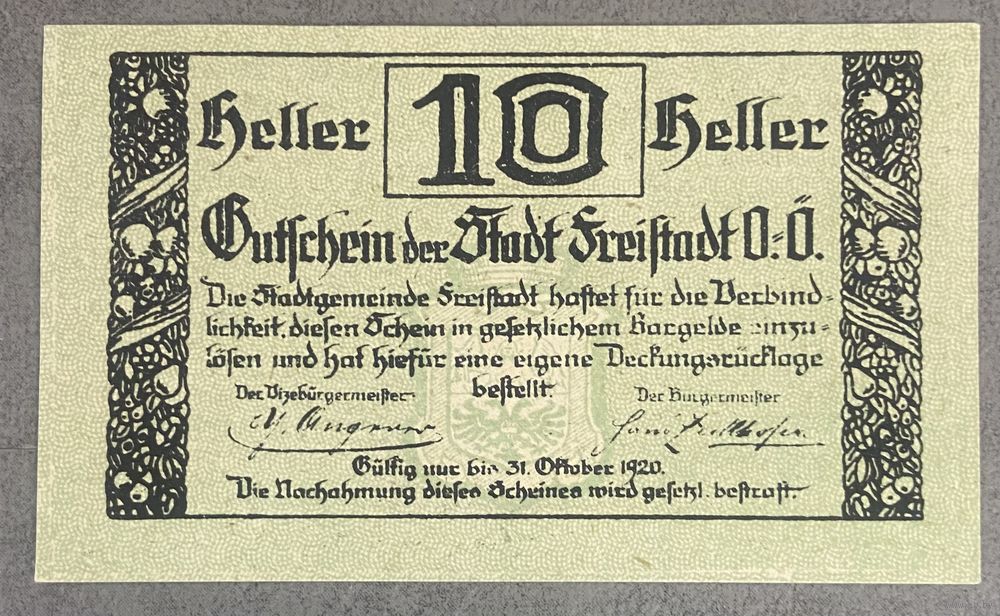 Heller 10 Heller
Gutschein der Stadt Freistadt O:Ö.
Die Stadtgemeinde Freistadt haftet für die Verbind-
lichkeit, diesen Schein in gesetzlichem Bargelde einzu-
lösen und hat hiefür eine eigene Deckungsrücklage
bestellt.
Der Vizebürgermeister: Der Bürgermeister
Gültig nur bis 31. Oktober 1920.
Die Nachahmung dieses Scheines wird gesetzl. bestraft.